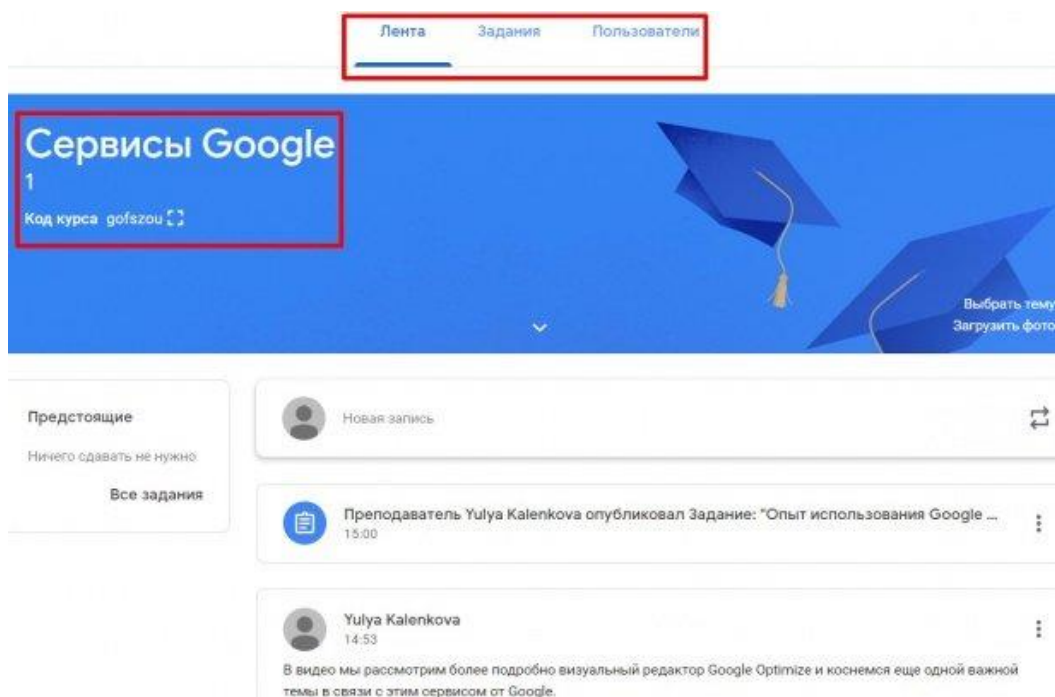 Лента Задания Пользователи
Сервисы Google
1
Код курса gofszou
Выбрать тему
Загрузить фото
Предстоящие
Ничего сдавать не нужно
Все задания
Новая запись
Преподаватель Yulya Kalenkova опубликовал Задание: "Опыт использования Google ...
15:00
Yulya Kalenkova
14:53
В видео мы рассмотрим более подробно визуальный редактор Google Optimize и коснемся еще одной важной
темы в связи с этим сервисом от Google.